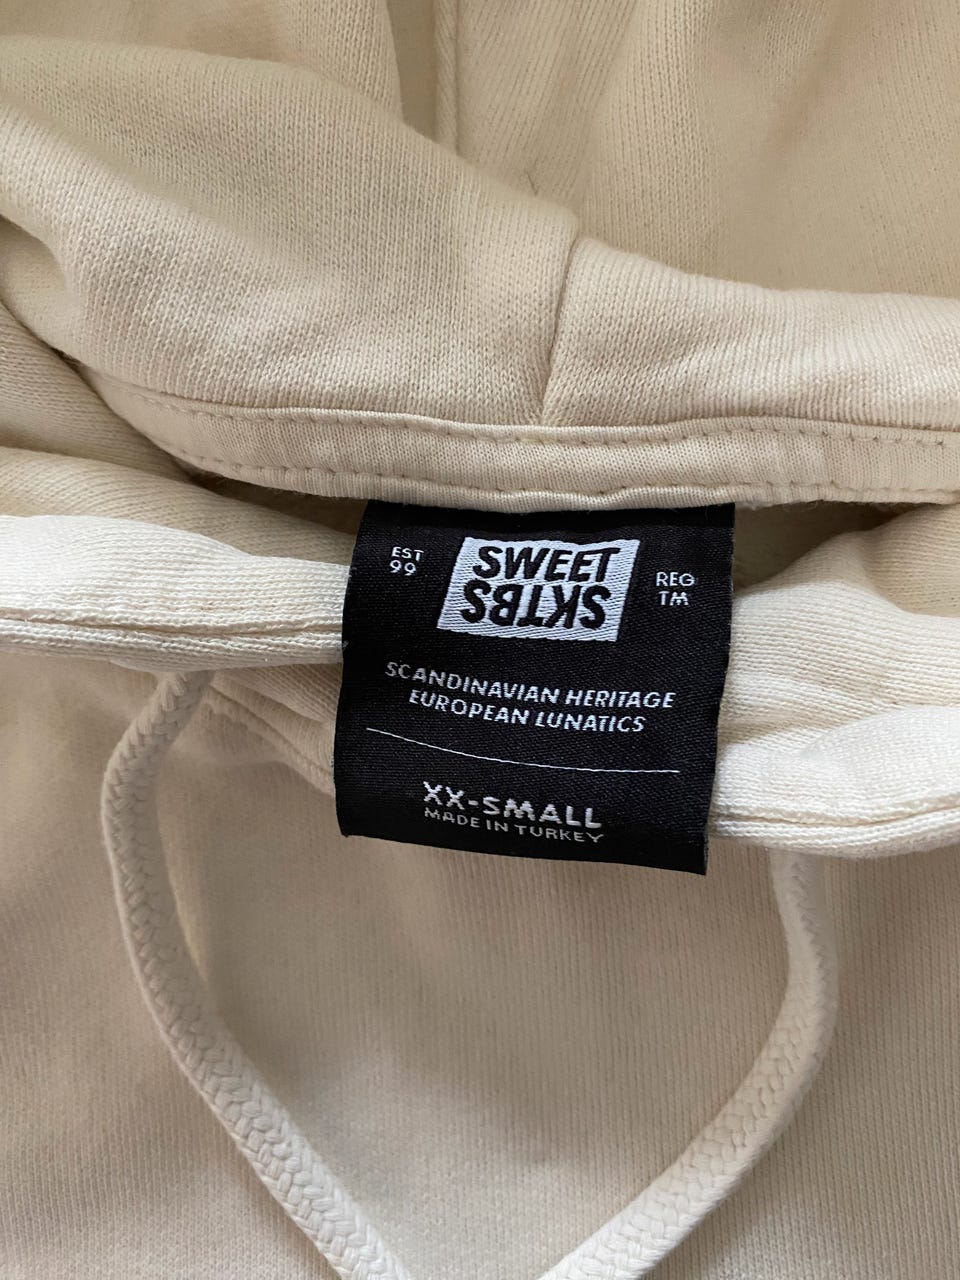 EST
99
SWEET
SKTBS
REG
TM
SCANDINAVIAN HERITAGE
EUROPEAN LUNATICS
XX-SMALL
MADE IN TURKEY